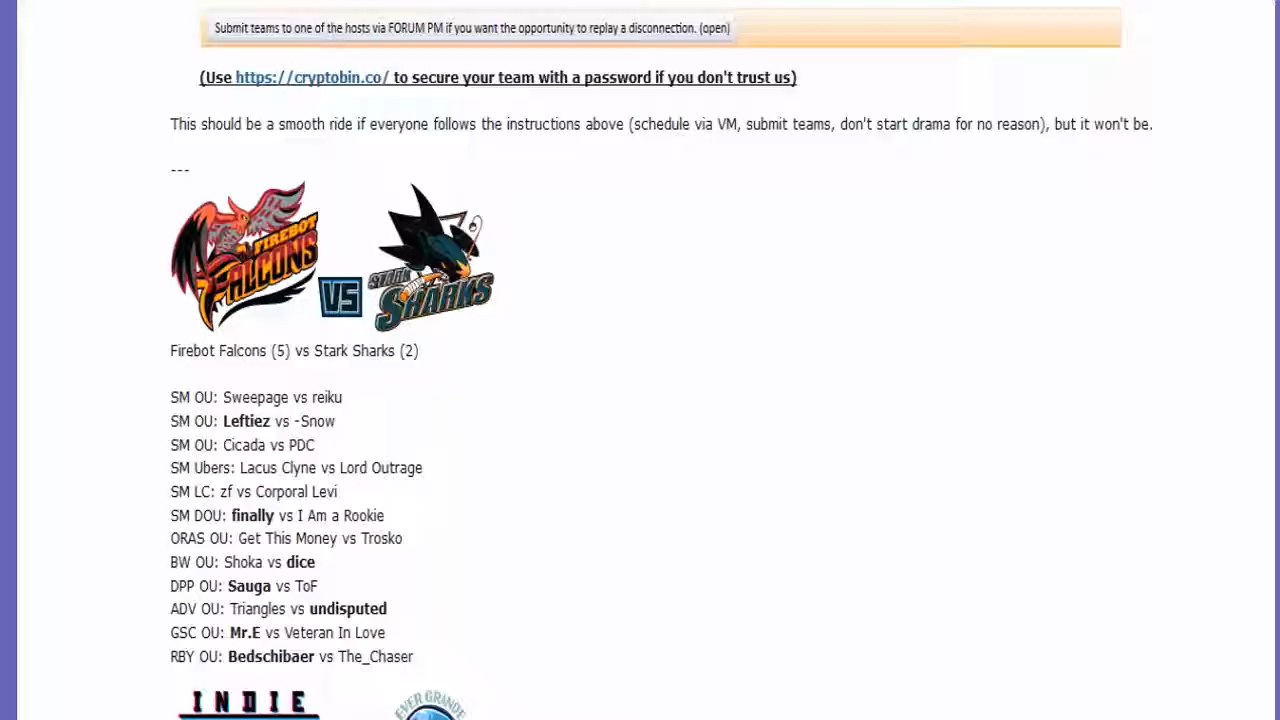 Submit teams to one of the hosts via FORUM PM if you want the opportunity to replay a disconnection. (open)
(Use https://cryptobin.co/ to secure your team with a password if you don't trust us)
This should be a smooth ride if everyone follows the instructions above (schedule via VM, submit teams, don't start drama for no reason), but it won't be.
---
FIREBOT
FALCONS
VS
STARK
SHARKS
Firebot Falcons (5) vs Stark Sharks (2)
SM OU: Sweepage vs reiku
SM OU: Leftiez vs -Snow
SM OU: Cicada vs PDC
SM Ubers: Lacus Clyne vs Lord Outrage
SM LC: zf vs Corporal Levi
SM DOU: finally vs I Am a Rookie
ORAS OU: Get This Money vs Trosko
BW OU: Shoka vs dice
DPP OU: Sauga vs ToF
ADV OU: Triangles vs undisputed
GSC OU: Mr.E vs Veteran In Love
RBY OU: Bedschibaer vs The_Chaser
INDIE
EVER GRANDE